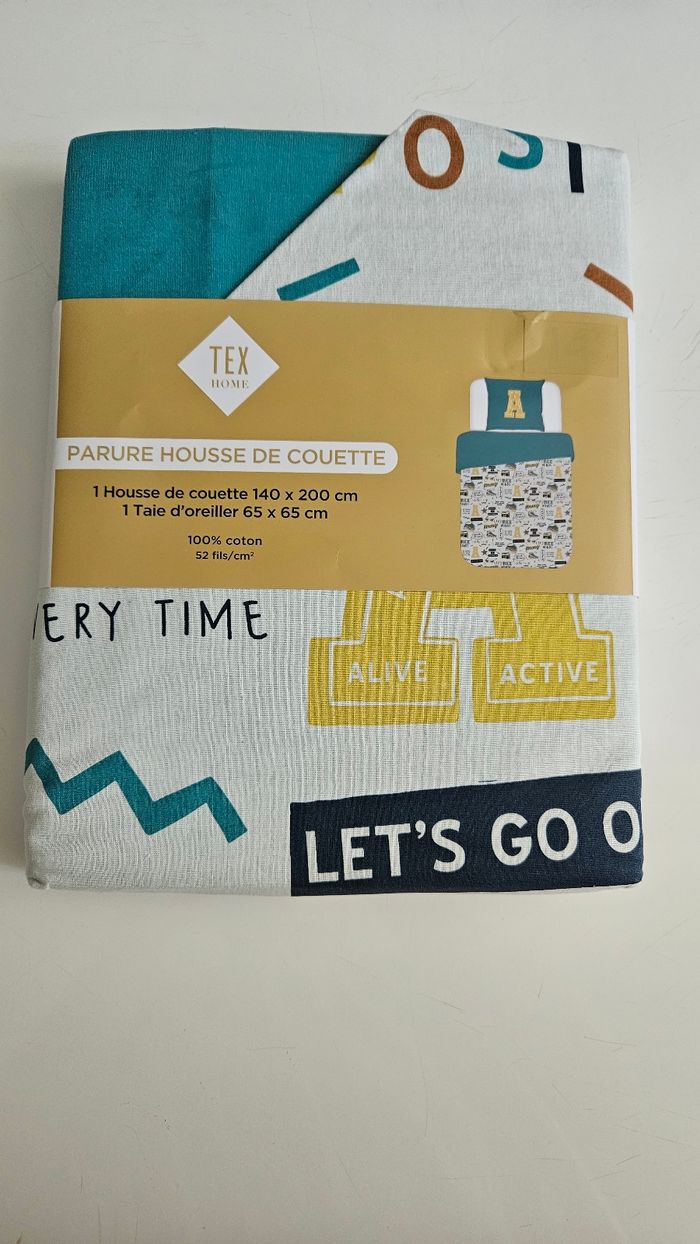 OST
TEX
HOME
A
PARURE HOUSSE DE COUETTE
1 Housse de couette 140 x 200 cm
1 Taie d'oreiller 65 x 65 cm
100% coton
52 fils/cm²
VERY TIME
A
ALIVE ACTIVE
LET'S GO O